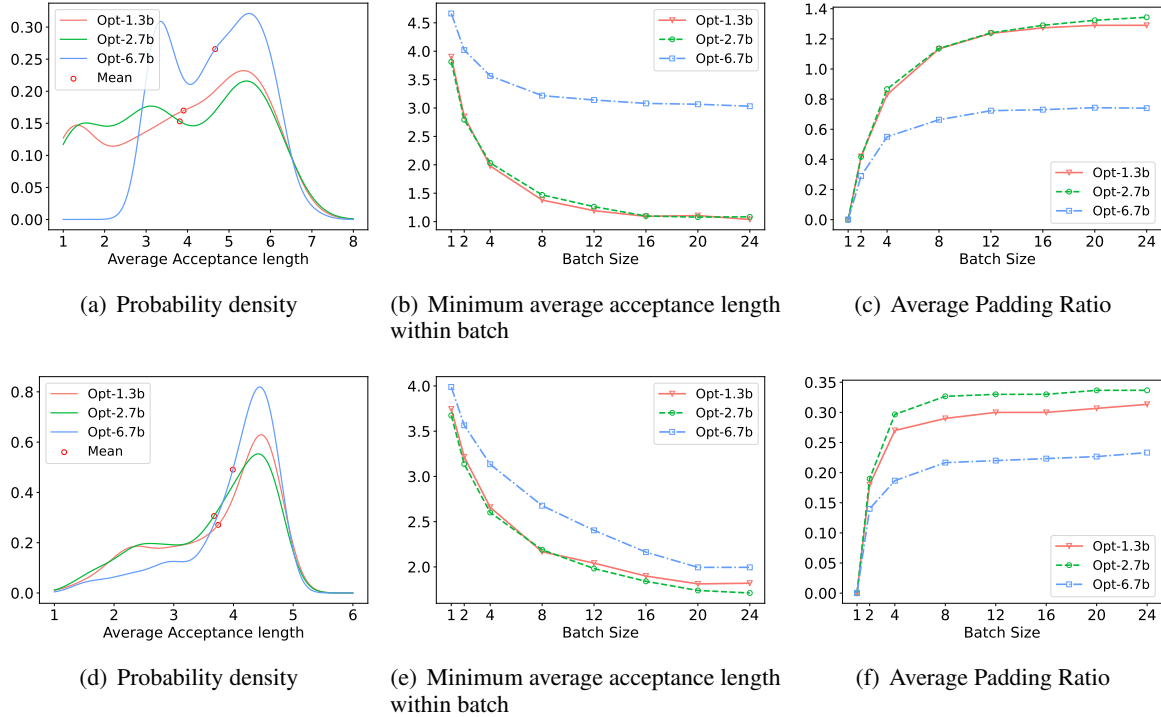 0.30
0.25
0.20
0.15
0.10
0.05
0.00
Opt-1.3b
Opt-2.7b
Opt-6.7b
Mean
1 2 3 4 5 6 7 8
Average Acceptance length
(a) Probability density
4.5
4.0
3.5
3.0
2.5
2.0
1.5
1.0
Opt-1.3b
Opt-2.7b
Opt-6.7b
1 2 4 8 12 16 20 24
Batch Size
(b) Minimum average acceptance length
within batch
1.4
1.2
1.0
0.8
0.6
0.4
0.2
0.0
Opt-1.3b
Opt-2.7b
Opt-6.7b
1 2 4 8 12 16 20 24
Batch Size
(c) Average Padding Ratio
0.8
0.6
0.4
0.2
0.0
Opt-1.3b
Opt-2.7b
Opt-6.7b
Mean
1 2 3 4 5 6
Average Acceptance length
(d) Probability density
4.0
3.5
3.0
2.5
2.0
Opt-1.3b
Opt-2.7b
Opt-6.7b
1 2 4 8 12 16 20 24
Batch Size
(e) Minimum average acceptance length
within batch
0.35
0.30
0.25
0.20
0.15
0.10
0.05
0.00
Opt-1.3b
Opt-2.7b
Opt-6.7b
1 2 4 8 12 16 20 24
Batch Size
(f) Average Padding Ratio